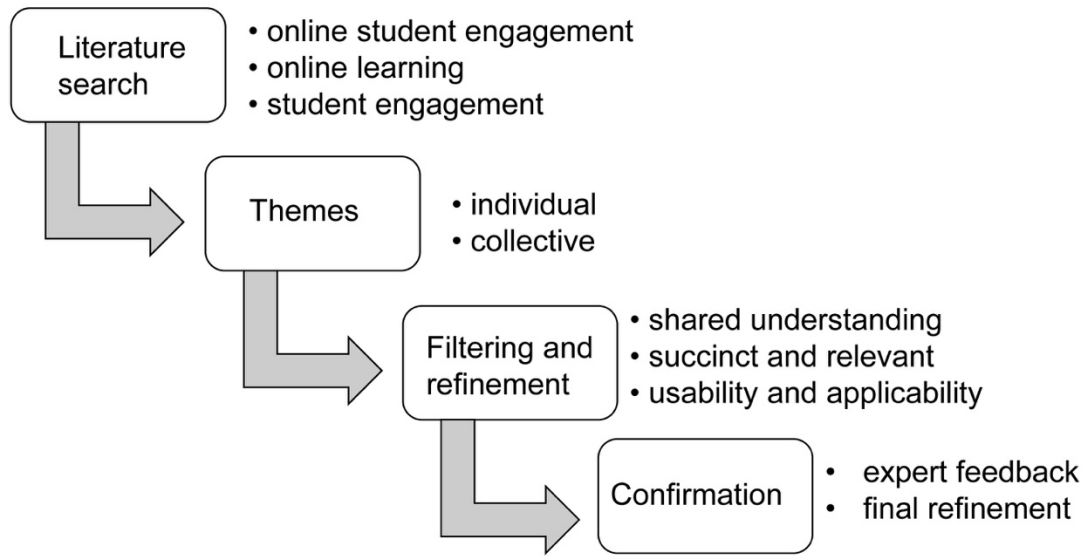 Literature
search
• online student engagement
• online learning
• student engagement
Themes
• individual
• collective
Filtering and
refinement
• shared understanding
• succinct and relevant
• usability and applicability
Confirmation
• expert feedback
• final refinement